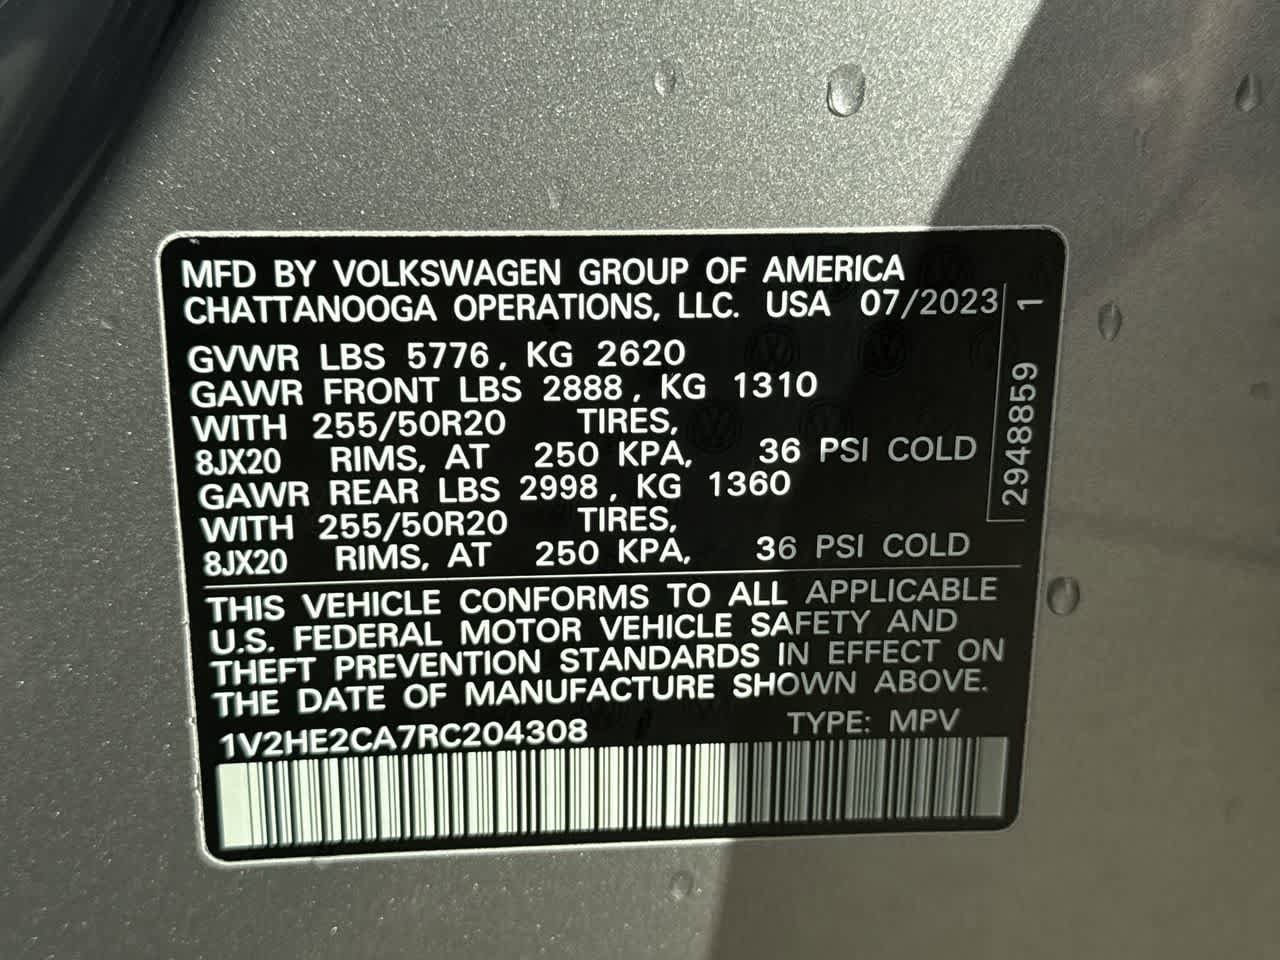 MFD BY VOLKSWAGEN GROUP OF AMERICA
CHATTANOOGA OPERATIONS, LLC. USA 07/2023
GVWR LBS 5776, KG 2620
GAWR FRONT LBS 2888, KG 1310
WITH 255/50R20 TIRES,
8JX20 RIMS, AT 250 KPA, 36 PSI COLD
GAWR REAR LBS 2998, KG 1360
WITH 255/50R20 TIRES,
8JX20 RIMS, AT 250 KPA, 36 PSI COLD
2948859 1
THIS VEHICLE CONFORMS TO ALL APPLICABLE
U.S. FEDERAL MOTOR VEHICLE SAFETY AND
THEFT PREVENTION STANDARDS IN EFFECT ON
THE DATE OF MANUFACTURE SHOWN ABOVE.
1V2HE2CA7RC204308 TYPE: MPV